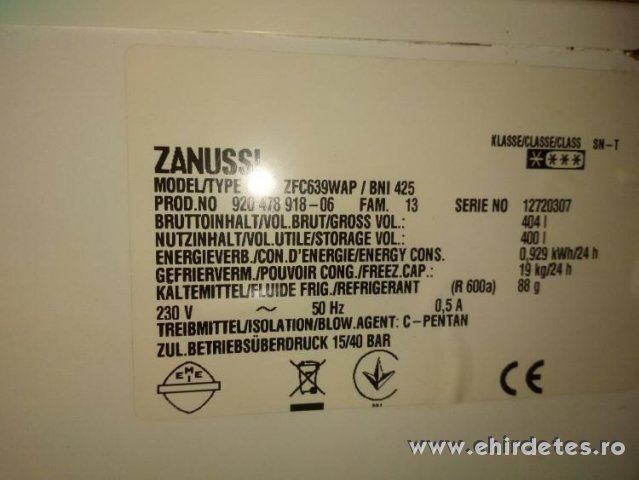 KLASSE/CLASSE/CLASS SN-T
ZANUSSI
MODEL/TYPE ZFC639WAP / BNI 425
PROD.NO 920 478 918-06 FAM. 13 SERIE NO 12720307
BRUTTOINHALT/VOL.BRUT/GROSS VOL.: 404 l
NUTZINHALT/VOL.UTILE/STORAGE VOL.: 400 l
ENERGIEVERB./CON.D'ENERGIE/ENERGY CONS. 0,929 kWh/24 h
GEFRIERVERM./POUVOIR CONG./FREEZ.CAP.: 19 kg/24 h
KÄLTEMITTEL/FLUIDE FRIG./REFRIGERANT (R 600a) 88 g
230 V ~ 50 Hz 0,5 A
TREIBMITTEL/ISOLATION/BLOW.AGENT: C-PENTAN
ZUL.BETRIEBSÜBERDRUCK 15/40 BAR
CE
www.ehirdetes.ro